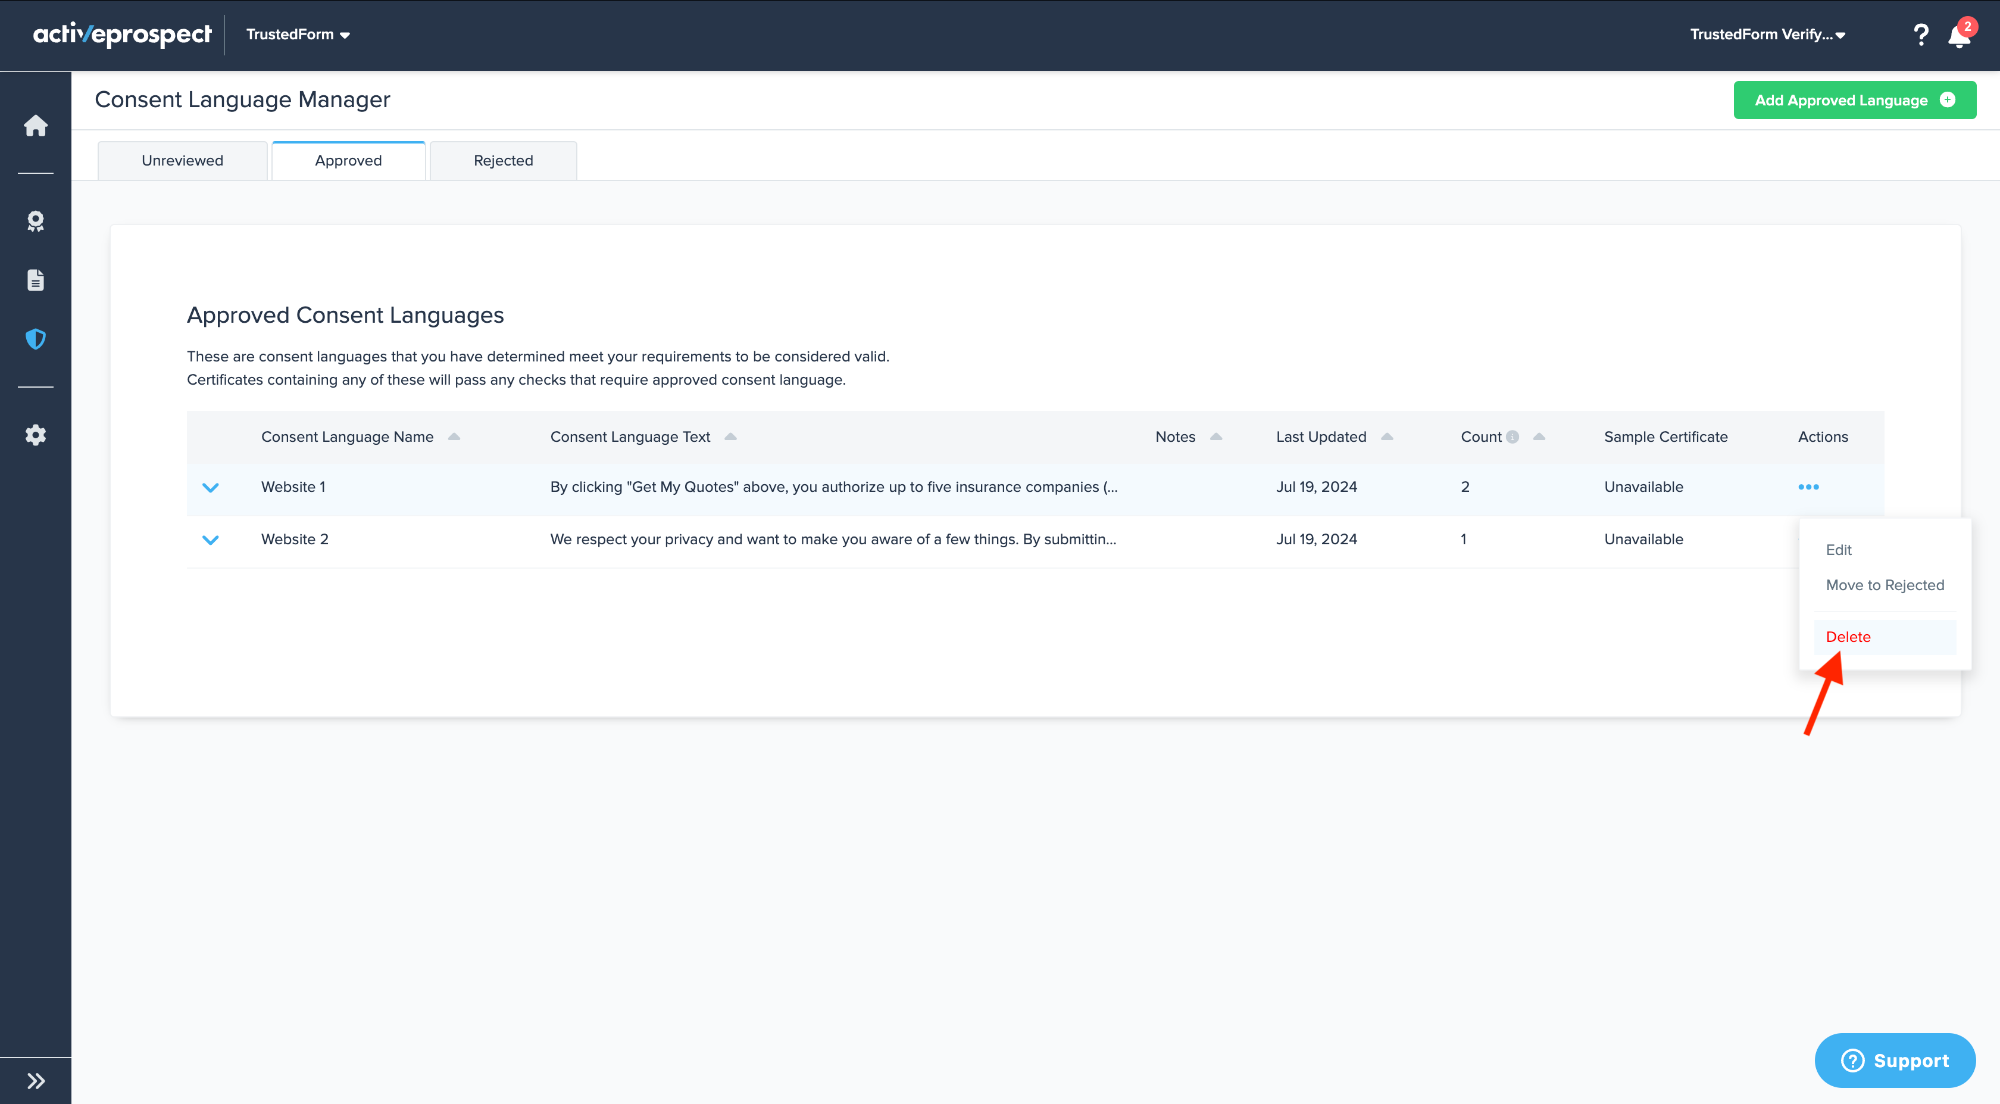 activeprospect
TrustedForm
TrustedForm Verify...
?
2
Consent Language Manager
Add Approved Language
Unreviewed
Approved
Rejected
Approved Consent Languages
These are consent languages that you have determined meet your requirements to be considered valid.
Certificates containing any of these will pass any checks that require approved consent language.
Consent Language Name
Consent Language Text
Notes
Last Updated
Count
Sample Certificate
Actions
Website 1
By clicking "Get My Quotes" above, you authorize up to five insurance companies (...
Jul 19, 2024
2
Unavailable
Website 2
We respect your privacy and want to make you aware of a few things. By submittin...
Jul 19, 2024
1
Unavailable
Edit
Move to Rejected
Delete
? Support